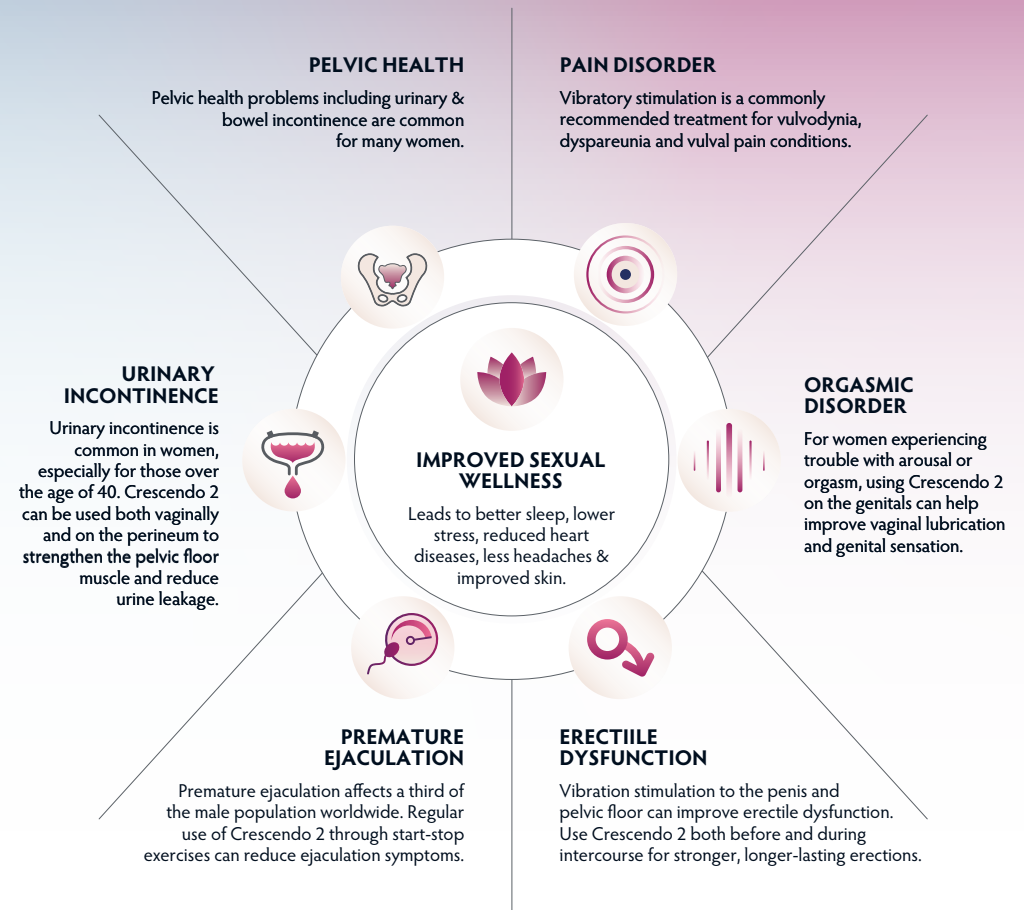 PELVIC HEALTH
Pelvic health problems including urinary &
bowel incontinence are common
for many women.
PAIN DISORDER
Vibratory stimulation is a commonly
recommended treatment for vulvodynia,
dyspareunia and vulval pain conditions.
URINARY
INCONTINENCE
Urinary incontinence is
common in women,
especially for those over
the age of 40. Crescendo 2
can be used both vaginally
and on the perineum to
strengthen the pelvic floor
muscle and reduce
urine leakage.
IMPROVED SEXUAL
WELLNESS
Leads to better sleep, lower
stress, reduced heart
diseases, less headaches &
improved skin.
ORGASMIC
DISORDER
For women experiencing
trouble with arousal or
orgasm, using Crescendo 2
on the genitals can help
improve vaginal lubrication
and genital sensation.
PREMATURE
EJACULATION
Premature ejaculation affects a third of
the male population worldwide. Regular
use of Crescendo 2 through start-stop
exercises can reduce ejaculation symptoms.
ERECTIILE
DYSFUNCTION
Vibration stimulation to the penis and
pelvic floor can improve erectile dysfunction.
Use Crescendo 2 both before and during
intercourse for stronger, longer-lasting erections.